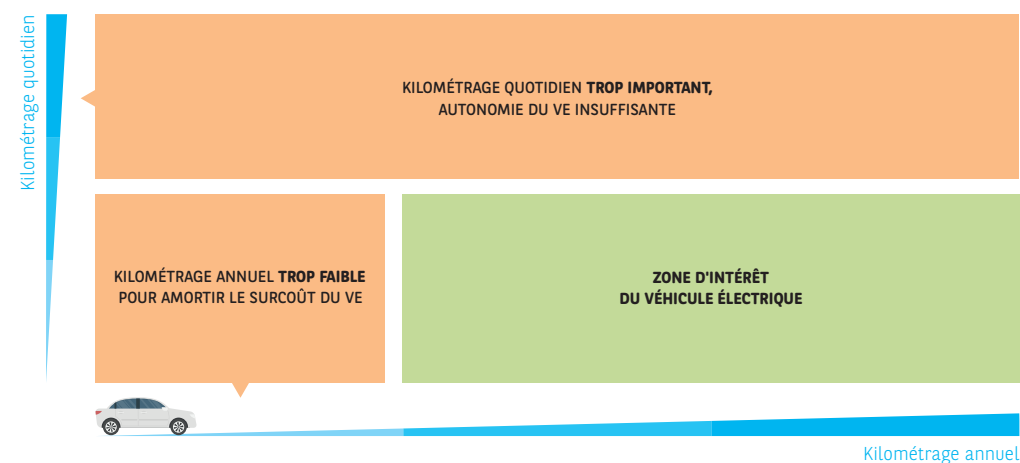 Kilométrage quotidien
KILOMÉTRAGE QUOTIDIEN TROP IMPORTANT,
AUTONOMIE DU VE INSUFFISANTE
KILOMÉTRAGE ANNUEL TROP FAIBLE
POUR AMORTIR LE SURCOÛT DU VE
ZONE D'INTÉRÊT
DU VÉHICULE ÉLECTRIQUE
Kilométrage annuel